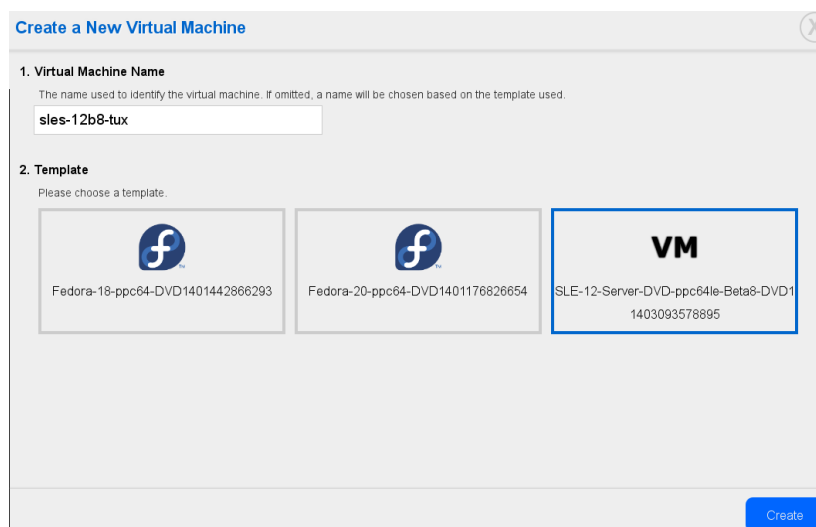 Create a New Virtual Machine
X
1. Virtual Machine Name
The name used to identify the virtual machine. If omitted, a name will be chosen based on the template used.
sles-12b8-tux
2. Template
Please choose a template.
VM
Fedora-18-ppc64-DVD1401442866293
Fedora-20-ppc64-DVD1401176826654
SLE-12-Server-DVD-ppc64le-Beta8-DVD1
1403093578895
Create